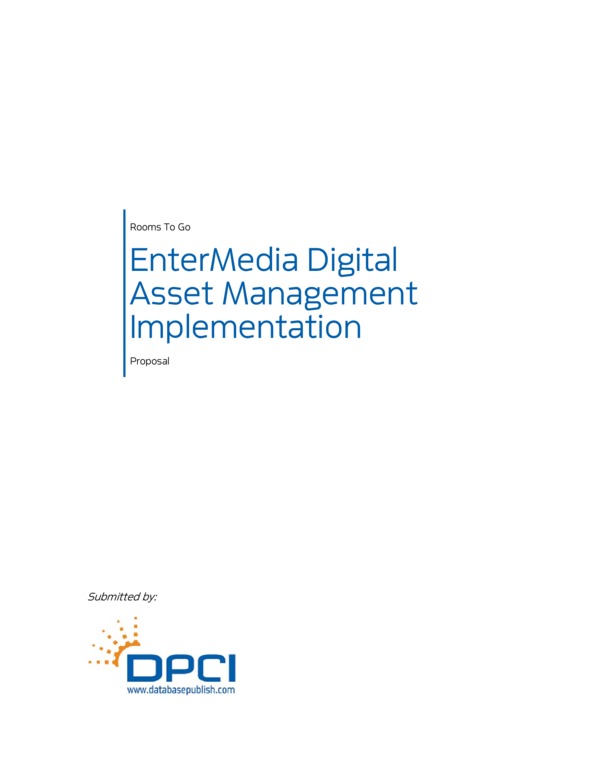 Rooms To Go
EnterMedia Digital
Asset Management
Implementation
Proposal
Submitted by:
DPCI
www.databasepublish.com